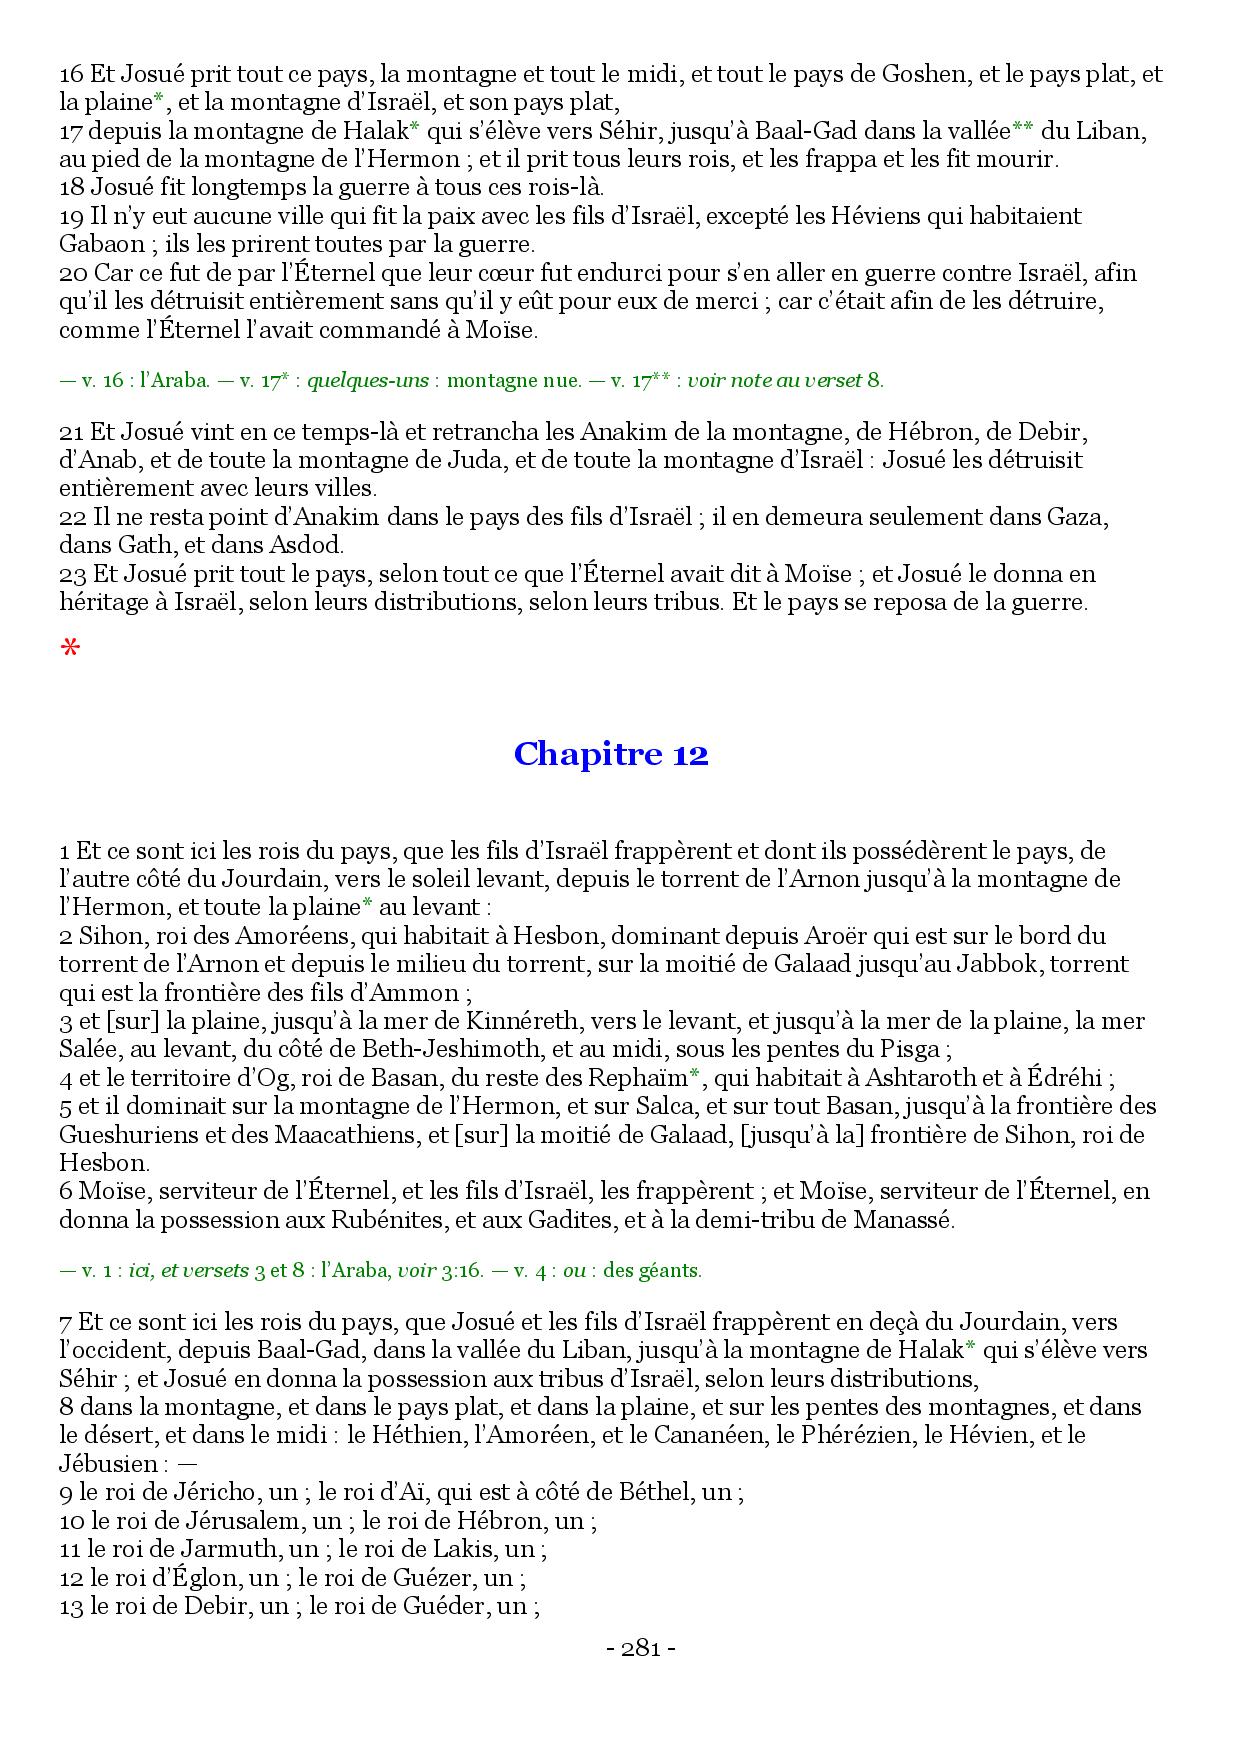 16 Et Josué prit tout ce pays, la montagne et tout le midi, et tout le pays de Goshen, et le pays plat, et
la plaine*, et la montagne d’Israël, et son pays plat,
17 depuis la montagne de Halak* qui s’élève vers Séhir, jusqu’à Baal-Gad dans la vallée** du Liban,
au pied de la montagne de l’Hermon ; et il prit tous leurs rois, et les frappa et les fit mourir.
18 Josué fit longtemps la guerre à tous ces rois-là.
19 Il n’y eut aucune ville qui fit la paix avec les fils d’Israël, excepté les Héviens qui habitaient
Gabaon ; ils les prirent toutes par la guerre.
20 Car ce fut de par l’Éternel que leur cœur fut endurci pour s’en aller en guerre contre Israël, afin
qu’il les détruisit entièrement sans qu’il y eût pour eux de merci ; car c’était afin de les détruire,
comme l’Éternel l’avait commandé à Moïse.
— v. 16 : l’Araba. — v. 17* : quelques-uns : montagne nue. — v. 17** : voir note au verset 8.
21 Et Josué vint en ce temps-là et retrancha les Anakim de la montagne, de Hébron, de Debir,
d’Anab, et de toute la montagne de Juda, et de toute la montagne d’Israël : Josué les détruisit
entièrement avec leurs villes.
22 Il ne resta point d’Anakim dans le pays des fils d’Israël ; il en demeura seulement dans Gaza,
dans Gath, et dans Asdod.
23 Et Josué prit tout le pays, selon tout ce que l’Éternel avait dit à Moïse ; et Josué le donna en
héritage à Israël, selon leurs distributions, selon leurs tribus. Et le pays se reposa de la guerre.
*
Chapitre 12
1 Et ce sont ici les rois du pays, que les fils d’Israël frappèrent et dont ils possédèrent le pays, de
l’autre côté du Jourdain, vers le soleil levant, depuis le torrent de l’Arnon jusqu’à la montagne de
l’Hermon, et toute la plaine* au levant :
2 Sihon, roi des Amoréens, qui habitait à Hesbon, dominant depuis Aroër qui est sur le bord du
torrent de l’Arnon et depuis le milieu du torrent, sur la moitié de Galaad jusqu’au Jabbok, torrent
qui est la frontière des fils d’Ammon ;
3 et [sur] la plaine, jusqu’à la mer de Kinnéreth, vers le levant, et jusqu’à la mer de la plaine, la mer
Salée, au levant, du côté de Beth-Jeshimoth, et au midi, sous les pentes du Pisga ;
4 et le territoire d’Og, roi de Basan, du reste des Rephaïm*, qui habitait à Ashtaroth et à Édréhi ;
5 et il dominait sur la montagne de l’Hermon, et sur Salca, et sur tout Basan, jusqu’à la frontière des
Gueshuriens et des Maacathiens, et [sur] la moitié de Galaad, [jusqu’à la] frontière de Sihon, roi de
Hesbon.
6 Moïse, serviteur de l’Éternel, et les fils d’Israël, les frappèrent ; et Moïse, serviteur de l’Éternel, en
donna la possession aux Rubénites, et aux Gadites, et à la demi-tribu de Manassé.
— v. 1 : ici, et versets 3 et 8 : l’Araba, voir 3:16. — v. 4 : ou : des géants.
7 Et ce sont ici les rois du pays, que Josué et les fils d’Israël frappèrent en deçà du Jourdain, vers
l’occident, depuis Baal-Gad, dans la vallée du Liban, jusqu’à la montagne de Halak* qui s’élève vers
Séhir ; et Josué en donna la possession aux tribus d’Israël, selon leurs distributions,
8 dans la montagne, et dans le pays plat, et dans la plaine, et sur les pentes des montagnes, et dans
le désert, et dans le midi : le Héthien, l’Amoréen, et le Cananéen, le Phérézien, le Hévien, et le
Jébusien : —
9 le roi de Jéricho, un ; le roi d’Aï, qui est à côté de Béthel, un ;
10 le roi de Jérusalem, un ; le roi de Hébron, un ;
11 le roi de Jarmuth, un ; le roi de Lakis, un ;
12 le roi d’Églon, un ; le roi de Guézer, un ;
13 le roi de Debir, un ; le roi de Guéder, un ;
- 281 -